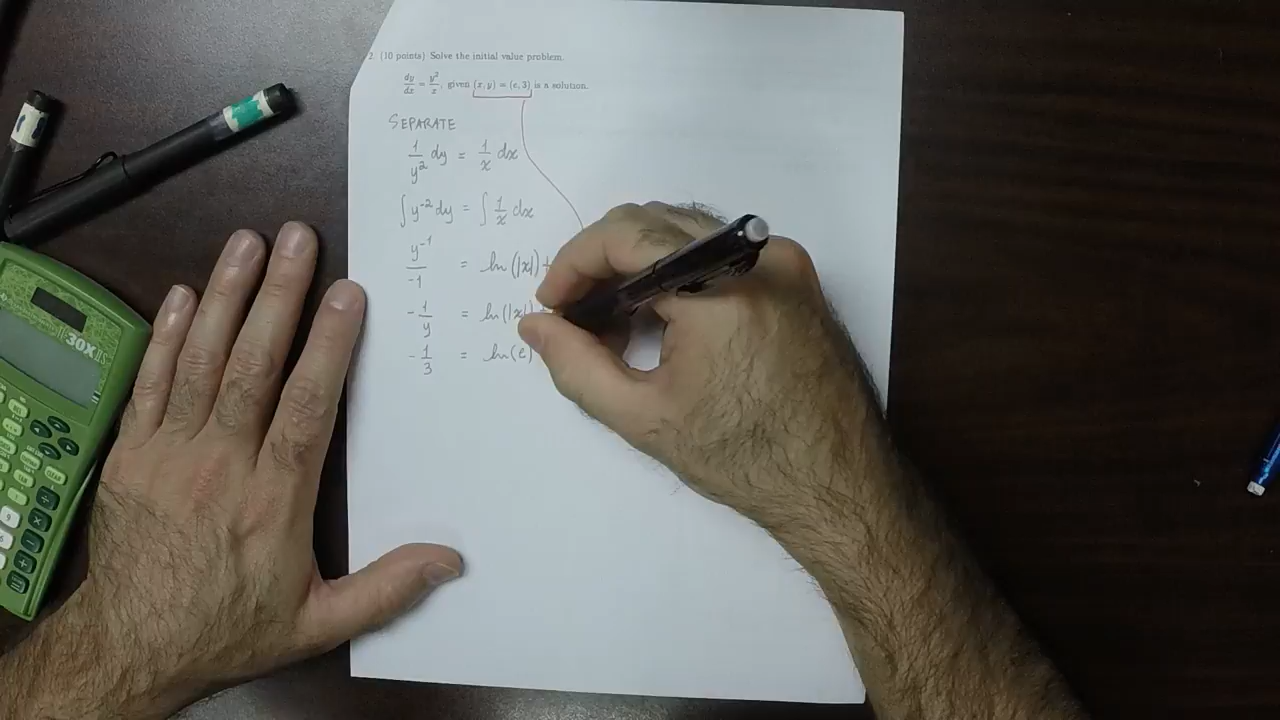 2. (10 points) Solve the initial value problem.
dy/dx = y²/x, given (x, y) = (e, 3) is a solution.
SEPARATE
1/y² dy = 1/x dx
∫ y⁻² dy = ∫ 1/x dx
y⁻¹/-1 = ln(|x|) +
- 1/y = ln(|x|) +
- 1/3 = ln(e)
30X IIS